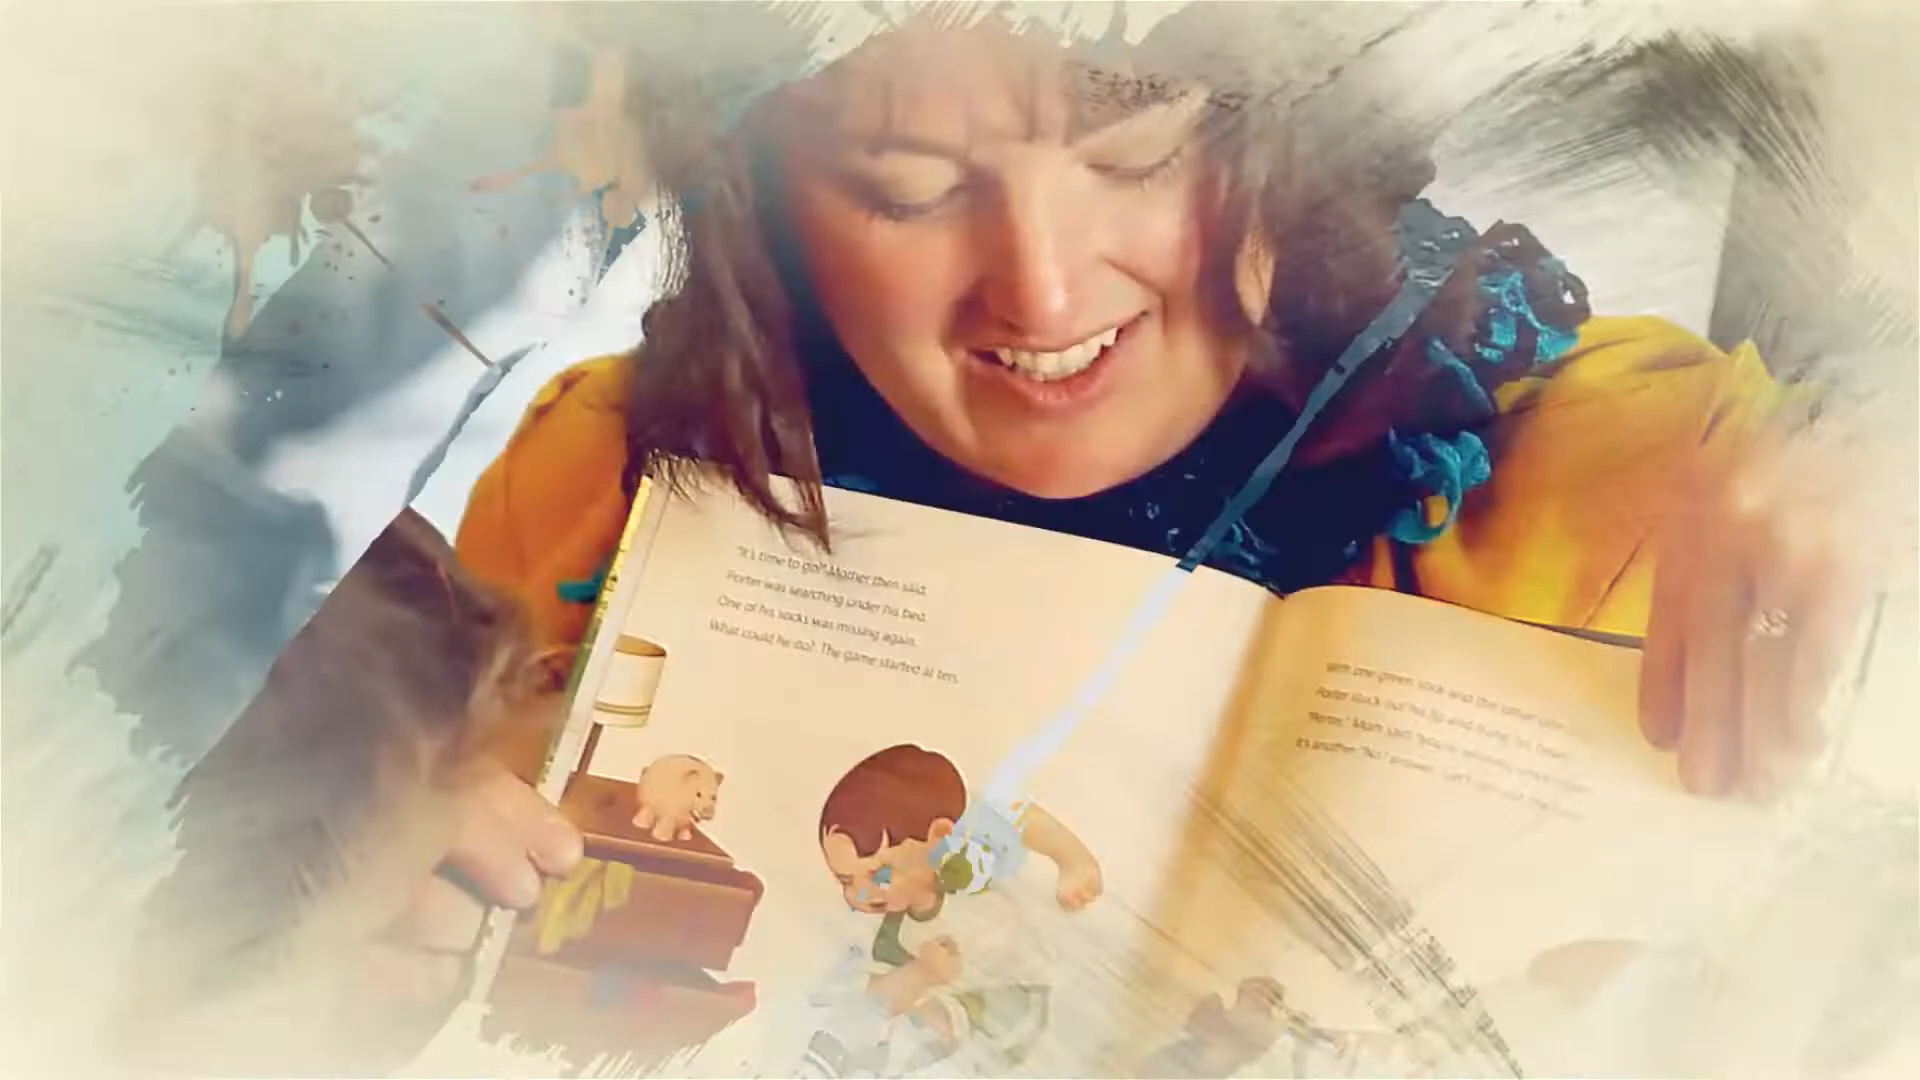 "It's time to go!" Mother then said.
Porter was searching under his bed.
One of his socks was missing again.
What could he do? The game started at ten.
With one green sock and the other
Porter stuck out his lip and hung his head.
"Porter," Mom said,
It's another "No!" answer. Let's